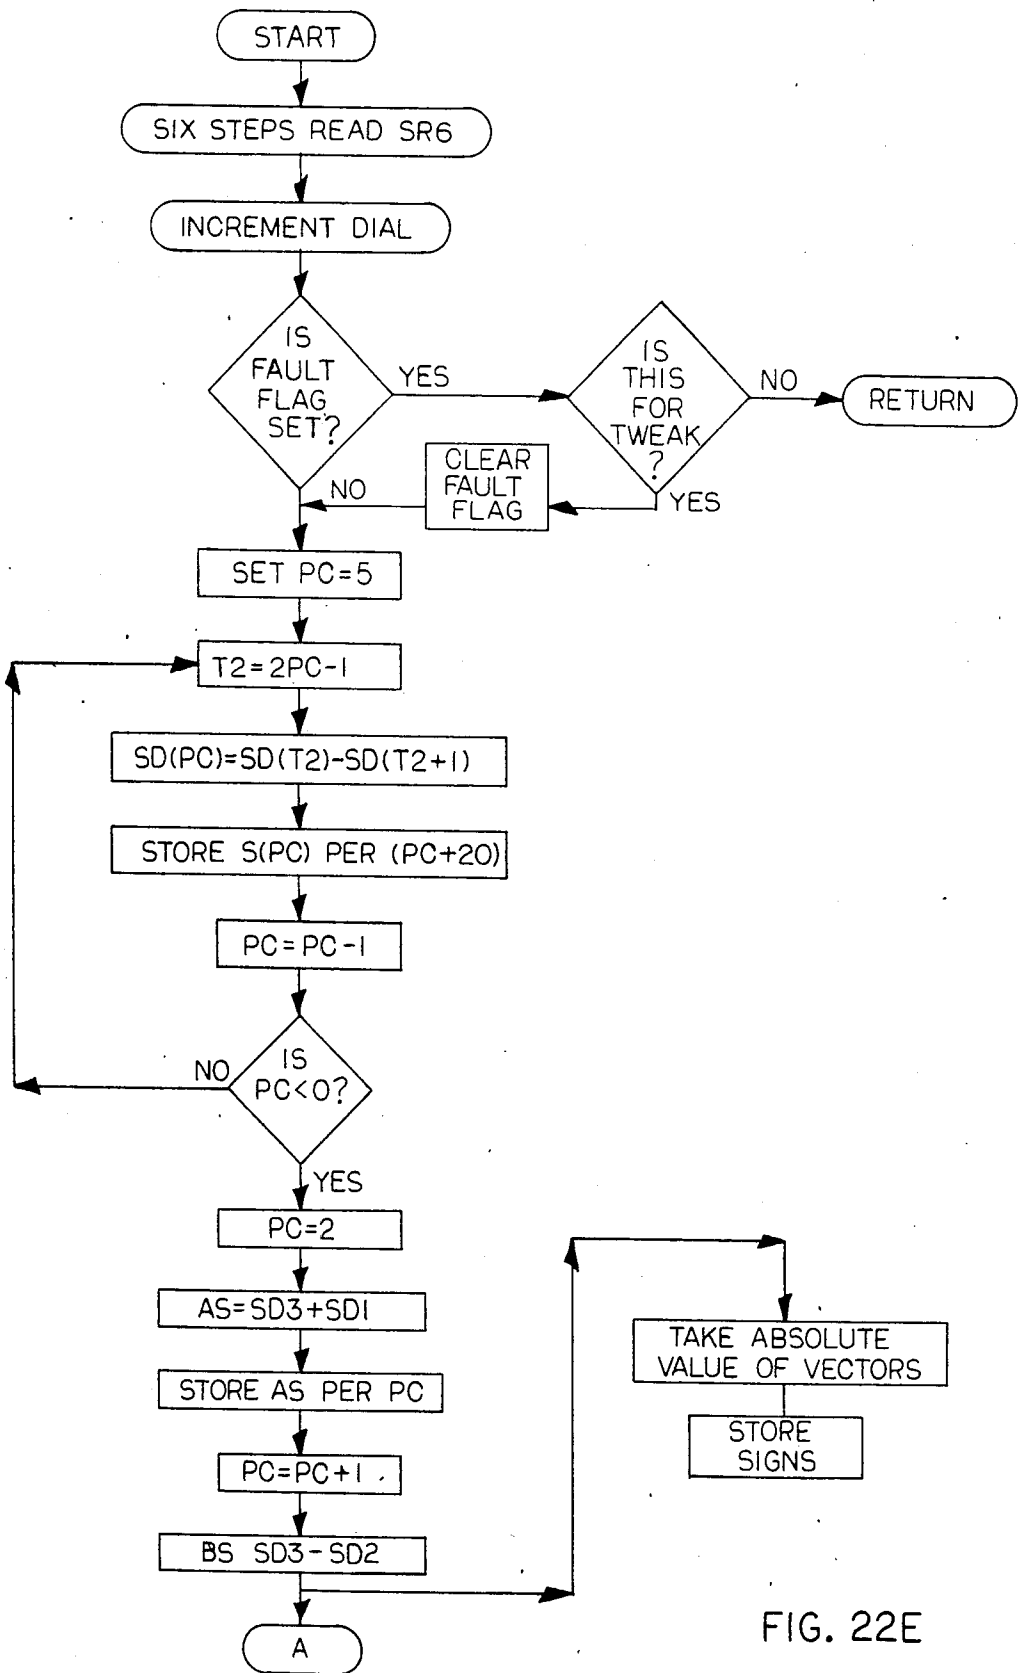 START
SIX STEPS READ SR6
INCREMENT DIAL
IS
FAULT
FLAG
SET?
YES
IS
THIS
FOR
TWEAK
?
NO
RETURN
YES
CLEAR
FAULT
FLAG
NO
SET PC=5
T2=2PC-1
SD(PC)=SD(T2)-SD(T2+1)
STORE S(PC) PER (PC+20)
PC=PC-1
IS
PC<0?
NO
YES
PC=2
AS=SD3+SD1
STORE AS PER PC
PC=PC+1
BS SD3-SD2
A
TAKE ABSOLUTE
VALUE OF VECTORS
STORE
SIGNS
FIG. 22E